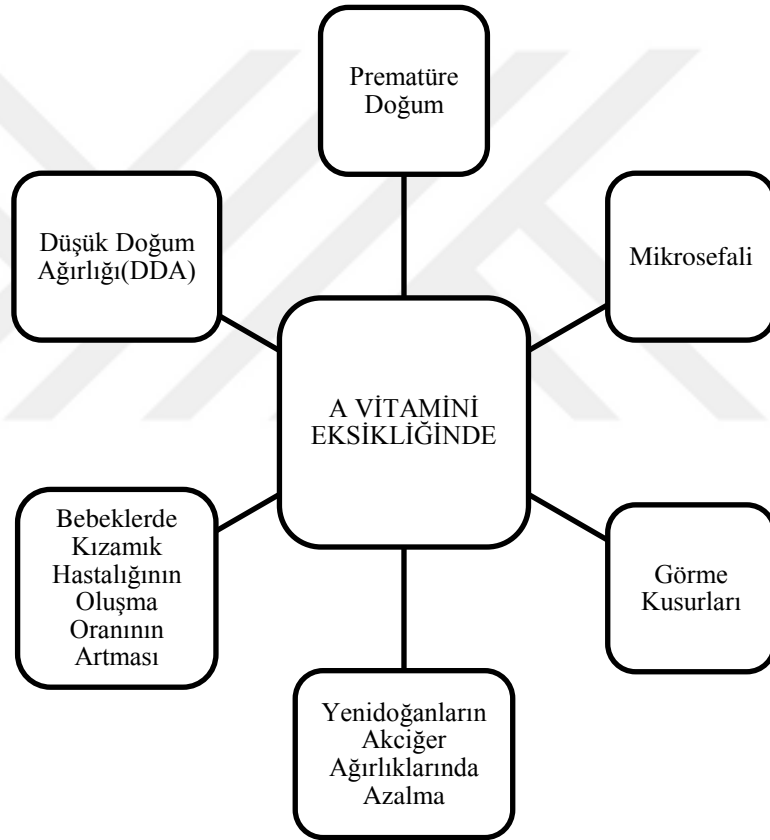 Prematüre
Doğum
Düşük Doğum
Ağırlığı(DDA)
Mikrosefali
A VİTAMİNİ
EKSİKLİĞİNDE
Bebeklerde
Kızamık
Hastalığının
Oluşma
Oranının
Artması
Görme
Kusurları
Yenidoğanların
Akciğer
Ağırlıklarında
Azalma